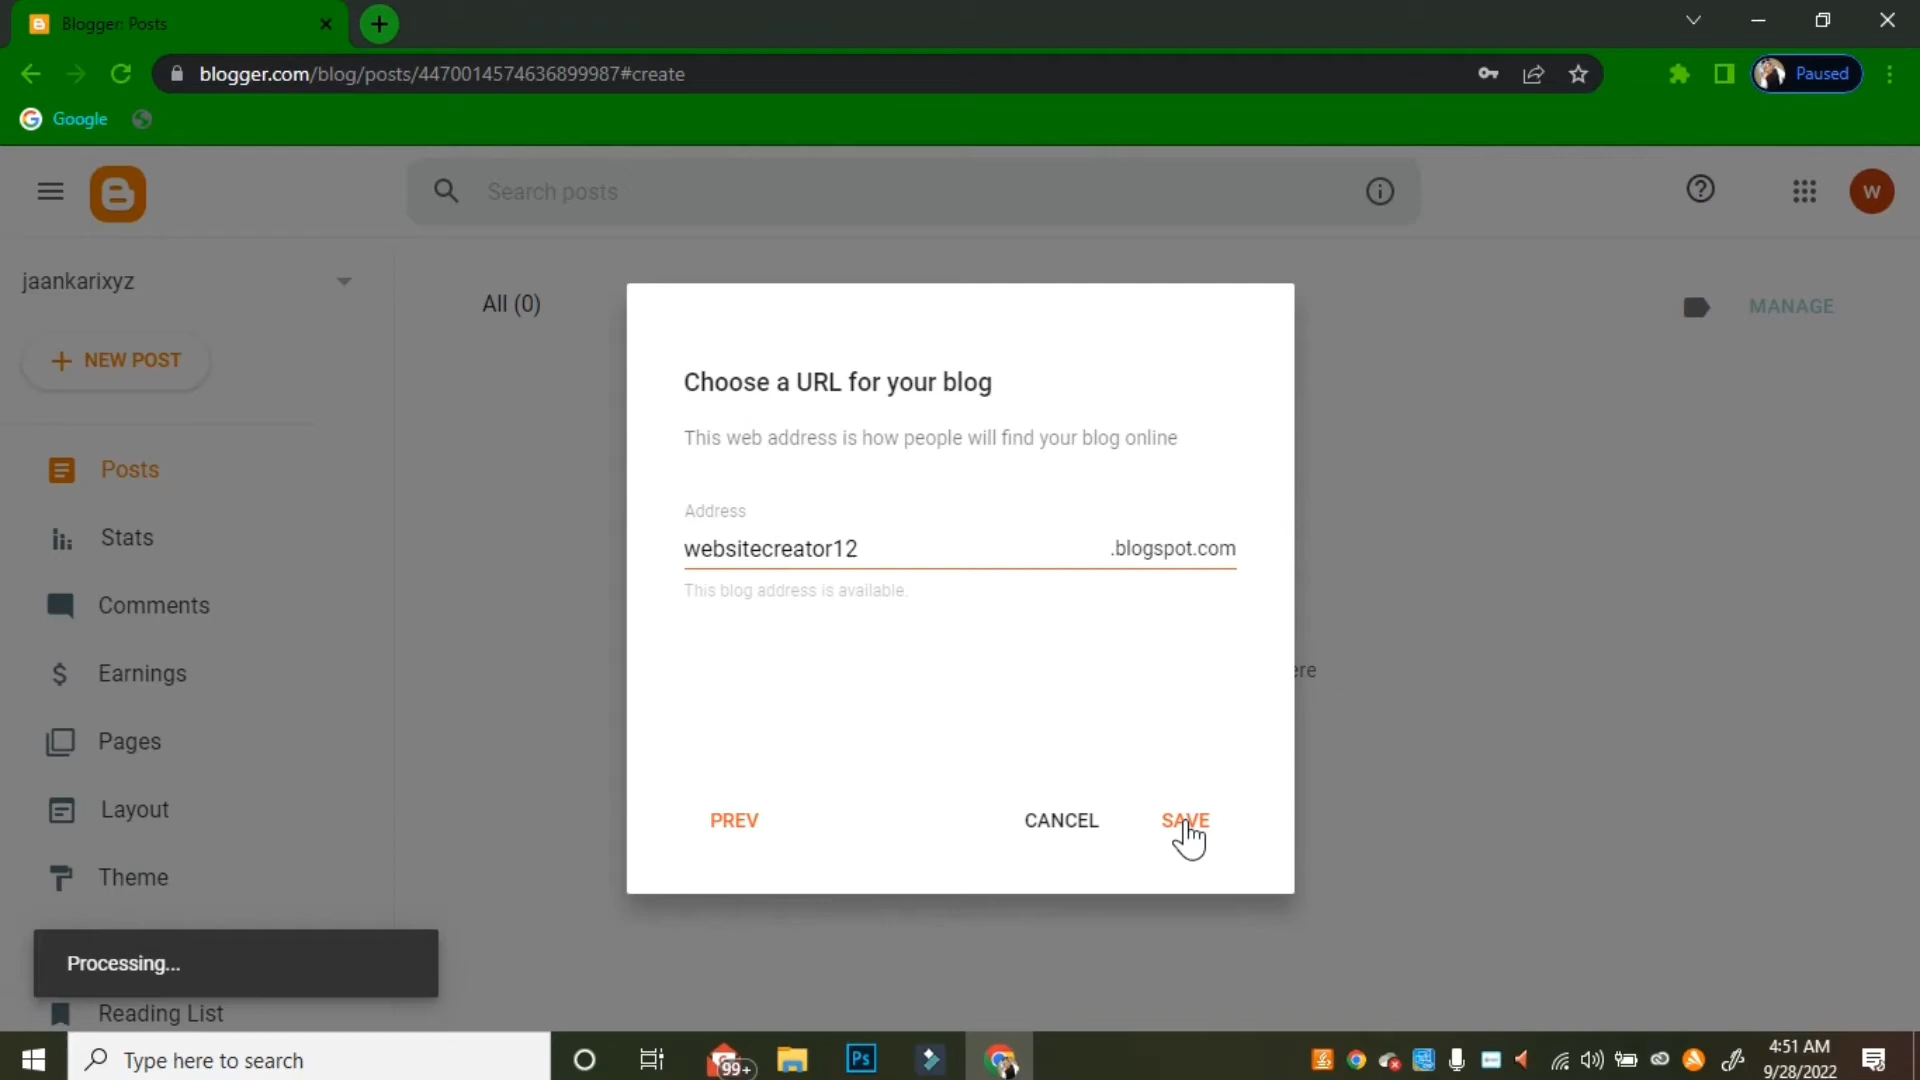 Blogger: Posts
blogger.com/blog/posts/4470014574636899987#create
Paused
Google
Search posts
W
jaankarixyz
All (0)
MANAGE
NEW POST
Choose a URL for your blog
This web address is how people will find your blog online
Posts
Address
Stats
websitecreator12 .blogspot.com
This blog address is available.
Comments
ere
Earnings
Pages
Layout
PREV CANCEL SAVE
Theme
Processing...
Reading List
Type here to search
99+
Ps
4:51 AM
9/28/2022